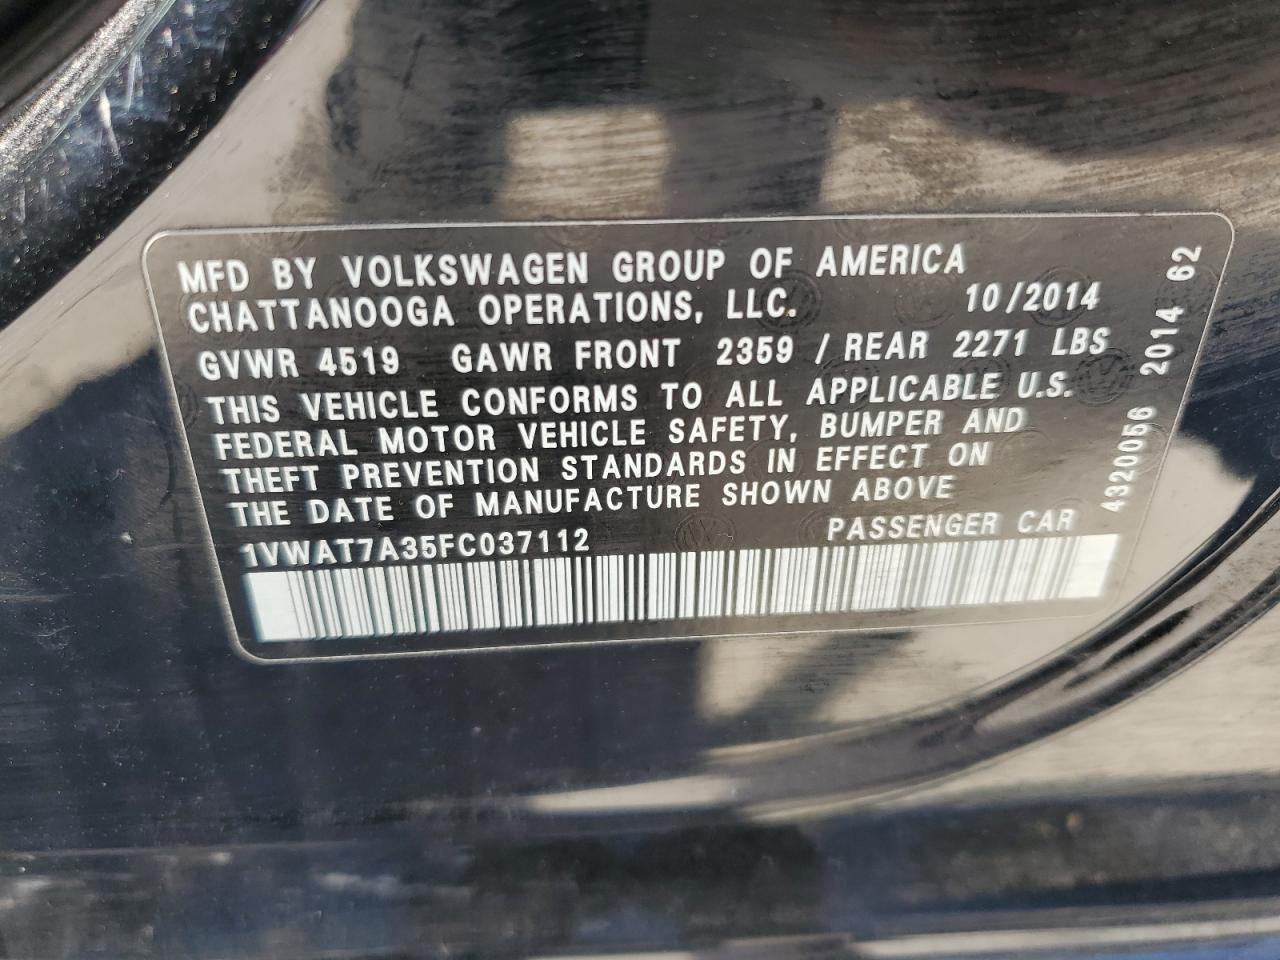 MFD BY VOLKSWAGEN GROUP OF AMERICA
CHATTANOOGA OPERATIONS, LLC. 10/2014
GVWR 4519 GAWR FRONT 2359 / REAR 2271 LBS
THIS VEHICLE CONFORMS TO ALL APPLICABLE U.S.
FEDERAL MOTOR VEHICLE SAFETY, BUMPER AND
THEFT PREVENTION STANDARDS IN EFFECT ON
THE DATE OF MANUFACTURE SHOWN ABOVE
1VWAT7A35FC037112 PASSENGER CAR
4320056 2014 62